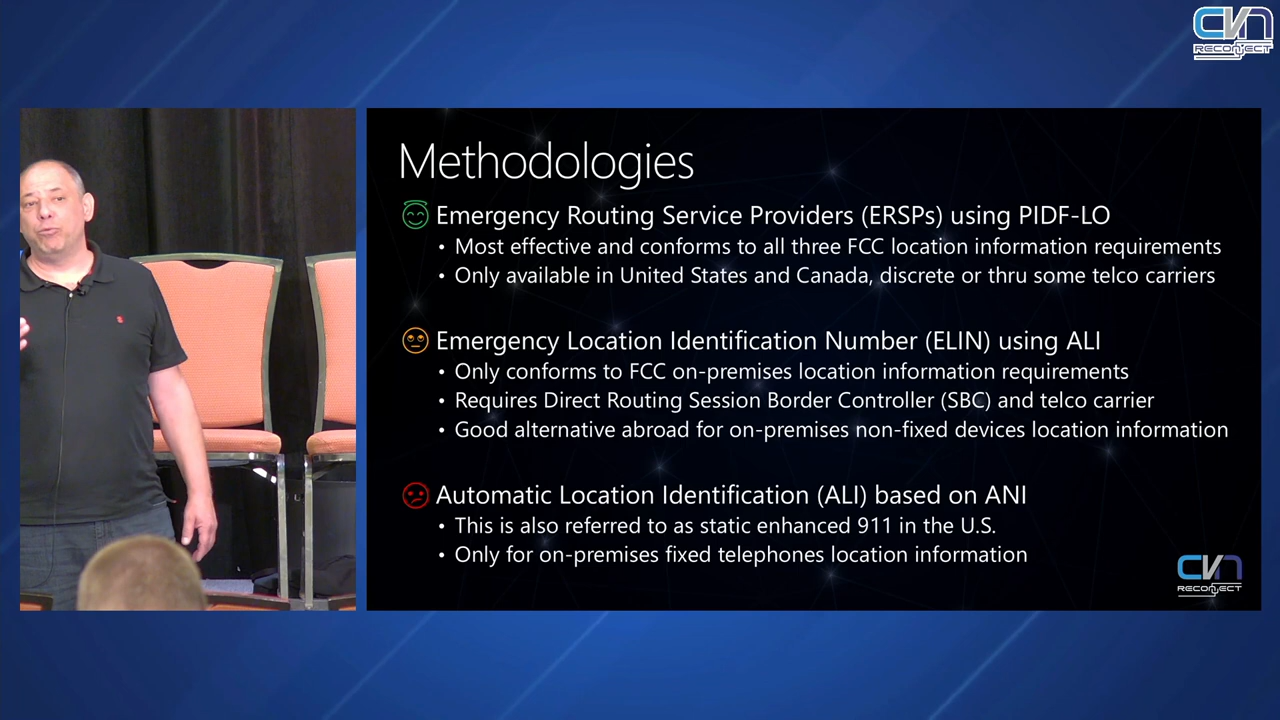 CVN
RECONNECT
Methodologies
Emergency Routing Service Providers (ERSPs) using PIDF-LO
• Most effective and conforms to all three FCC location information requirements
• Only available in United States and Canada, discrete or thru some telco carriers
Emergency Location Identification Number (ELIN) using ALI
• Only conforms to FCC on-premises location information requirements
• Requires Direct Routing Session Border Controller (SBC) and telco carrier
• Good alternative abroad for on-premises non-fixed devices location information
Automatic Location Identification (ALI) based on ANI
• This is also referred to as static enhanced 911 in the U.S.
• Only for on-premises fixed telephones location information
CVN
RECONNECT